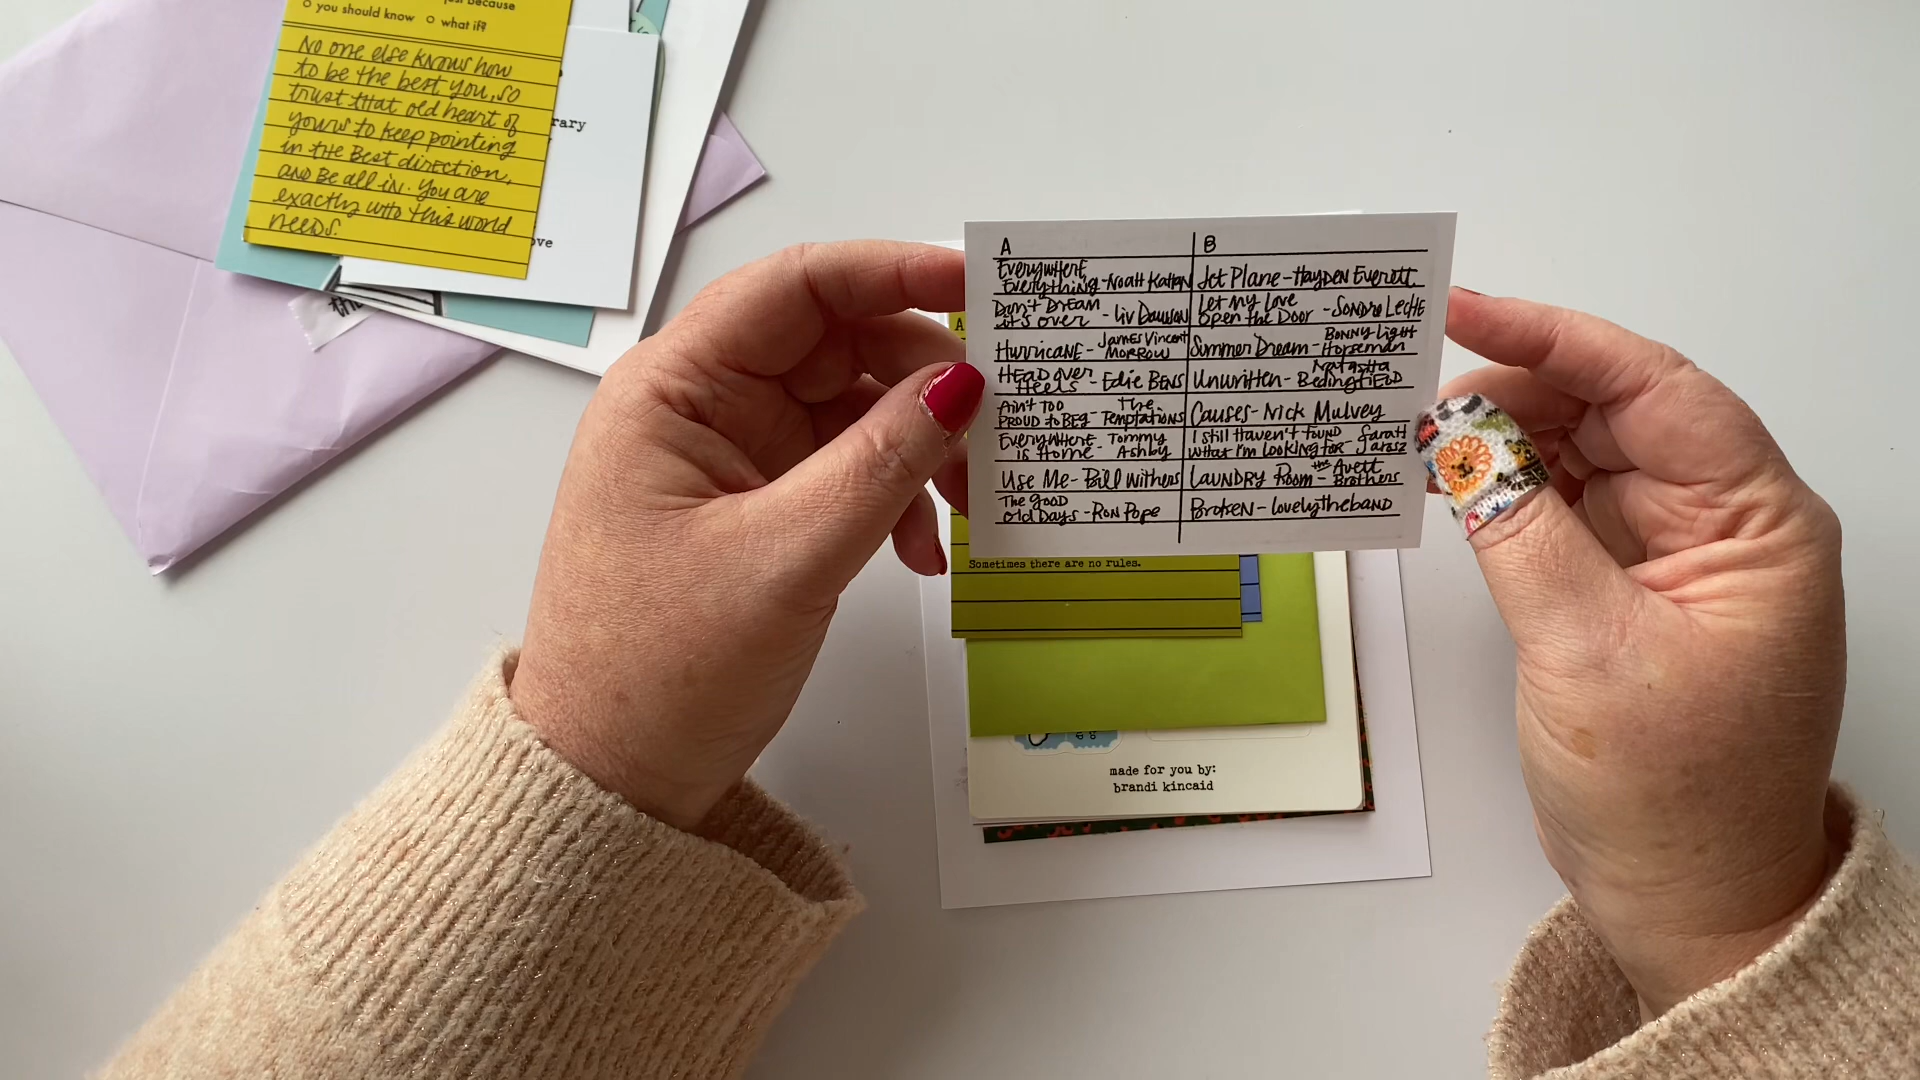 just because
you should know what if?
No one else knows how
to be the best you, so
trust that old heart of
yours to keep pointing
in the Best direction,
and Be all in. You are
exactly who this world
needs.
rary
ove
A B
Everywhere
Everything - Noah Kahan
Jet Plane - Hayden Everett
Don't Dream
it's over - Liv Dawson
Let My Love
Open the Door - Sondre Lerche
Hurricane - James Vincent
Morrow
Summer Dream - Bonny Light
Horseman
Head over
Heels - Edie Bens
Unwritten - Natasha
Bedingfield
Ain't too
Proud to Beg - The
Temptations
Causes - Nick Mulvey
Everywhere
is Home - Tommy
Ashby
I still Haven't Found
what I'm looking for - Sarah
Jarosz
Use Me - Bill withers
Laundry Room - the Avett
Brothers
The good
old Days - Ron Pope
Broken - lovelytheband
A
Sometimes there are no rules.
made for you by:
brandi kincaid